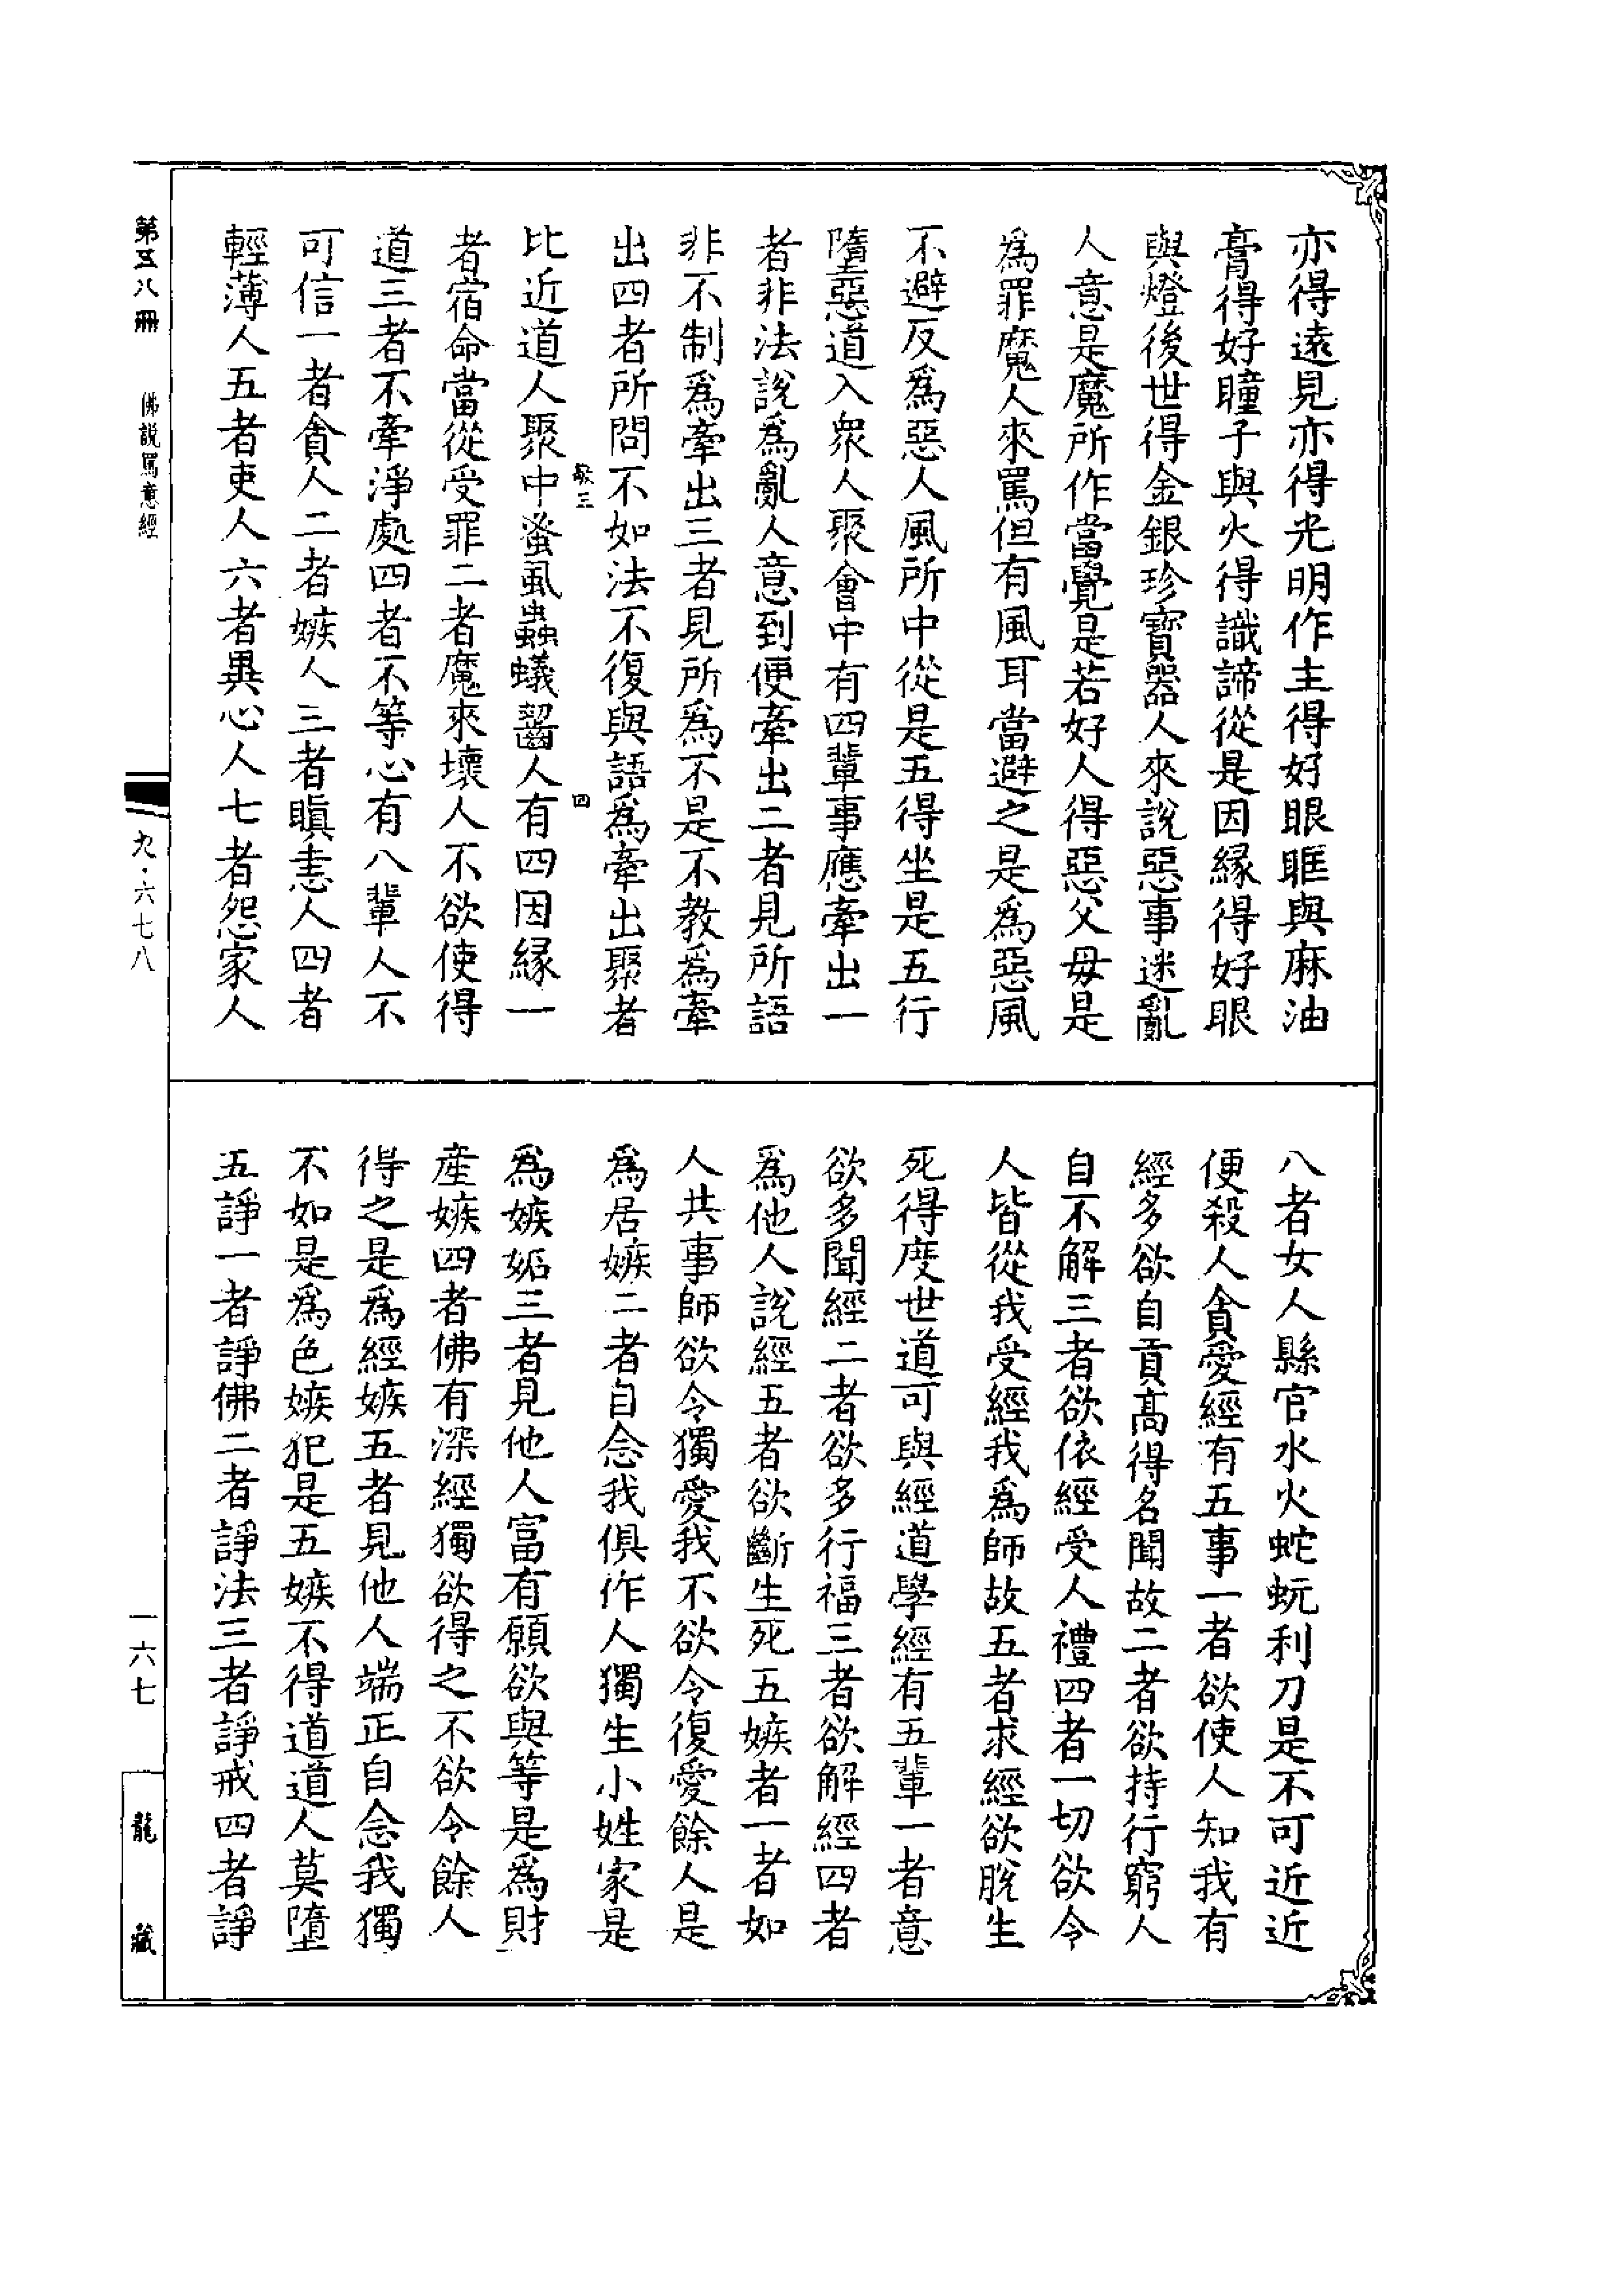 亦得遠見亦得光明作主得好眼眶與麻油
膏得好瞳子與火得識諦從是因緣得好眼
與燈後世得金銀珍寶器人來說惡事迷亂
人意是魔所作當覺是若好人得惡父毋是
爲罪魔人來罵但有風耳當避之是爲惡風
不避反爲惡人風所中從是五得坐是五行
墮惡道入衆人聚會中有四輩事應牽出一
者非法說爲亂人意到便牽出二者見所語
非不制爲牽出三者見所爲不是不教爲牽
出四者所問不如法不復與語爲牽出聚者
敬三 四
比近道人聚中蚤虱蟲蟻齧人有四因緣一
者宿命當從受罪二者魔來壞人不欲使得
道三者不牽淨處四者不等心有八輩人不
可信一者貪人二者嫉人三者瞋恚人四者
輕薄人五者吏人六者異心人七者怨家人
八者女人縣官水火蛇蚖利刀是不可近近
便殺人貪愛經有五事一者欲使人知我有
經多欲自貢高得名聞故二者欲持行窮人
自不解三者欲依經受人禮四者一切欲令
人皆從我受經我爲師故五者求經欲脫生
死得度世道可與經道學經有五輩一者意
欲多聞經二者欲多行福三者欲解經四者
爲他人說經五者欲斷生死五嫉者一者如
人共事師欲令獨愛我不欲令復愛餘人是
爲居嫉二者自念我俱作人獨生小姓家是
爲嫉妬三者見他人富有願欲與等是爲財
產嫉四者佛有深經獨欲得之不欲令餘人
得之是爲經嫉五者見他人端正自念我獨
不如是爲色嫉犯是五嫉不得道道人莫墮
五諍一者諍佛二者諍法三者諍戒四者諍
第五八冊 佛說罵意經
九·六七八
一六七
龍藏